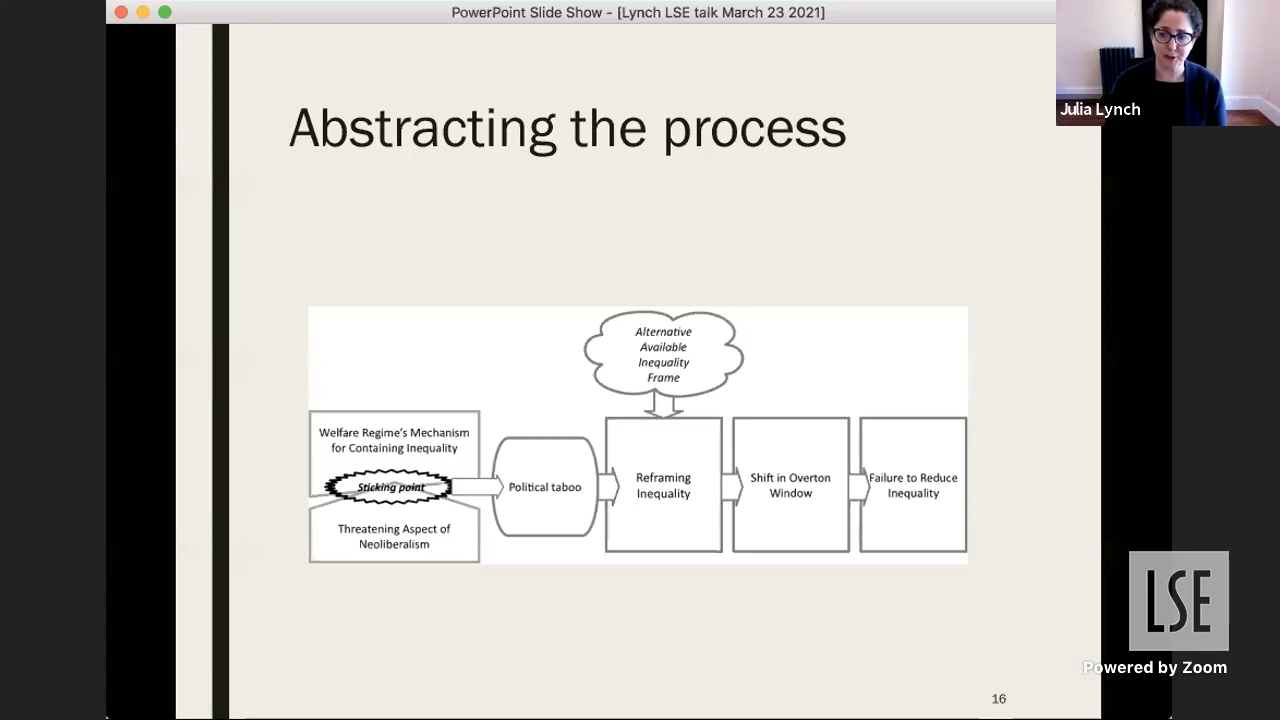 PowerPoint Slide Show - [Lynch LSE talk March 23 2021]
Julia Lynch
Abstracting the process
Alternative
Available
Inequality
Frame
Welfare Regime's Mechanism
for Containing Inequality
Sticking point
Threatening Aspect of
Neoliberalism
Political taboo
Reframing
Inequality
Shift in Overton
Window
Failure to Reduce
Inequality
LSE
Powered by Zoom
16